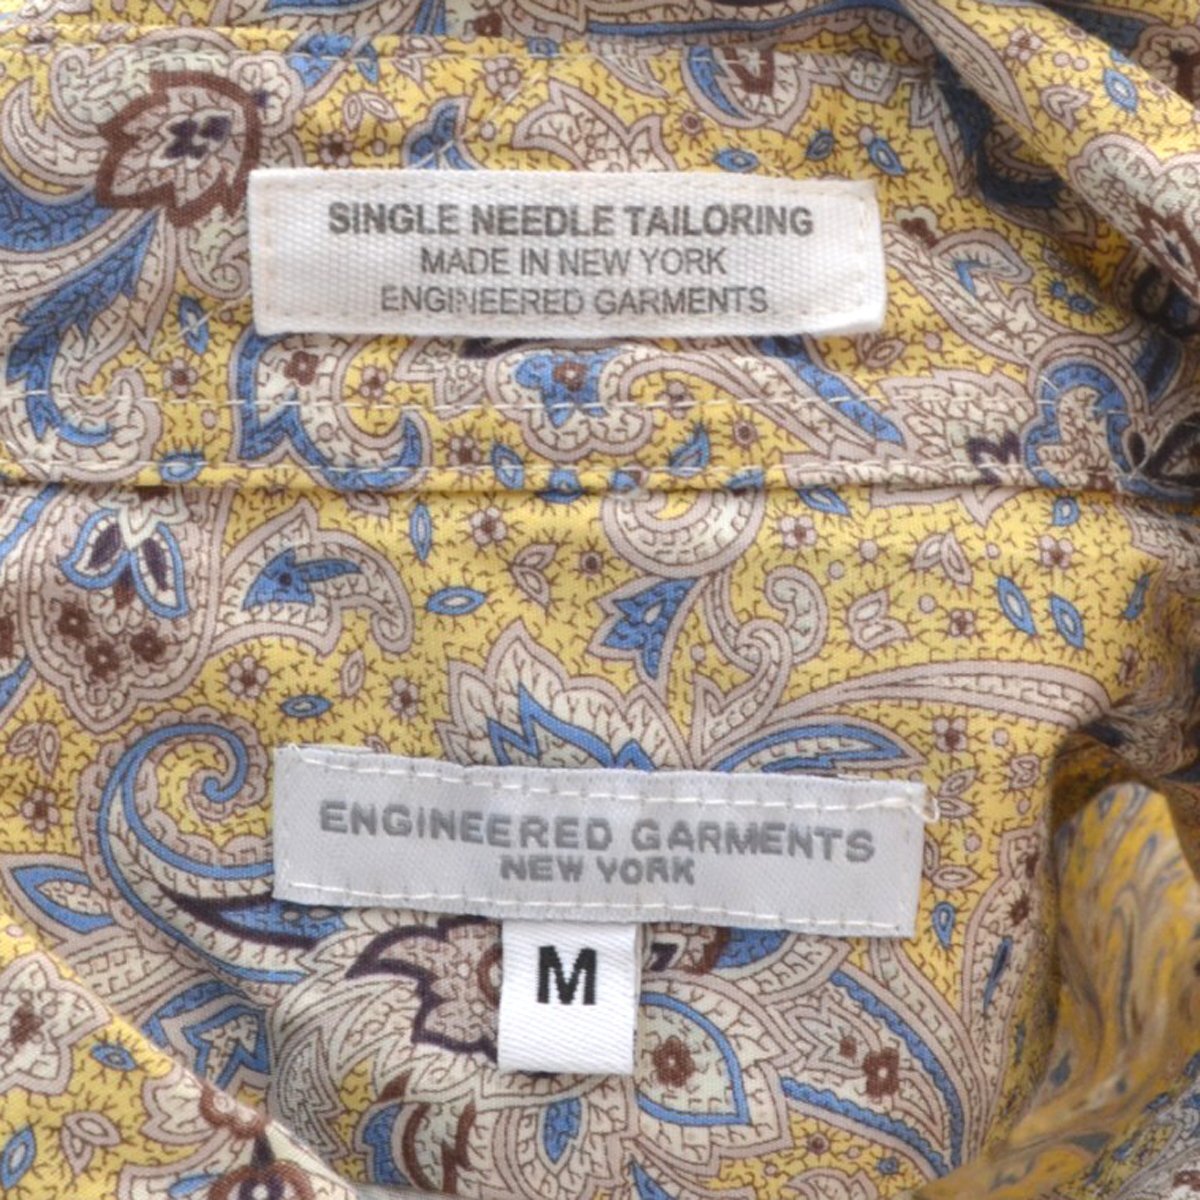 SINGLE NEEDLE TAILORING
MADE IN NEW YORK
ENGINEERED GARMENTS
ENGINEERED GARMENTS
NEW YORK
M